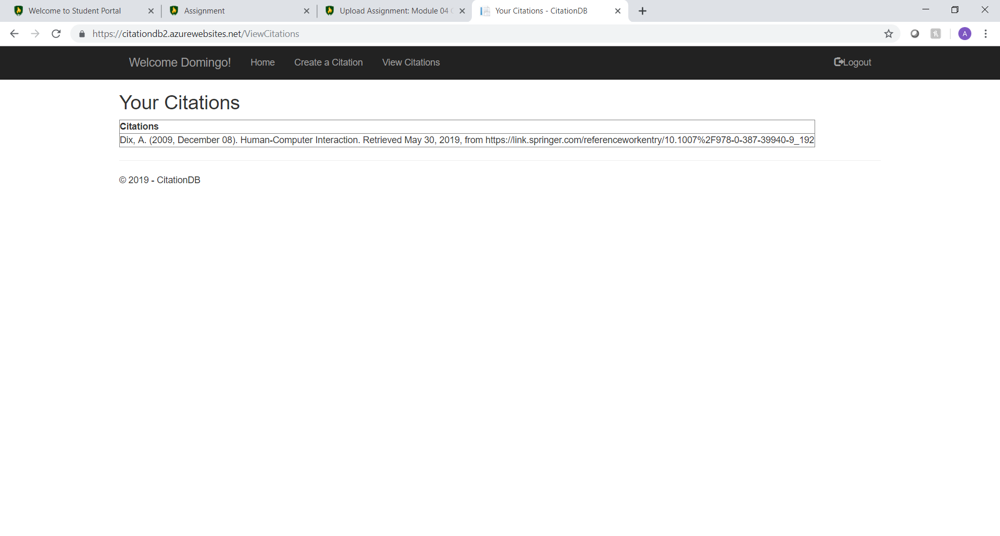 Welcome to Student Portal
Assignment
Upload Assignment: Module 04
Your Citations - CitationDB
https://citationdb2.azurewebsites.net/ViewCitations
A
Welcome Domingo! Home Create a Citation View Citations Logout
Your Citations
Citations
Dix, A. (2009, December 08). Human-Computer Interaction. Retrieved May 30, 2019, from https://link.springer.com/referenceworkentry/10.1007%2F978-0-387-39940-9_192
© 2019 - CitationDB